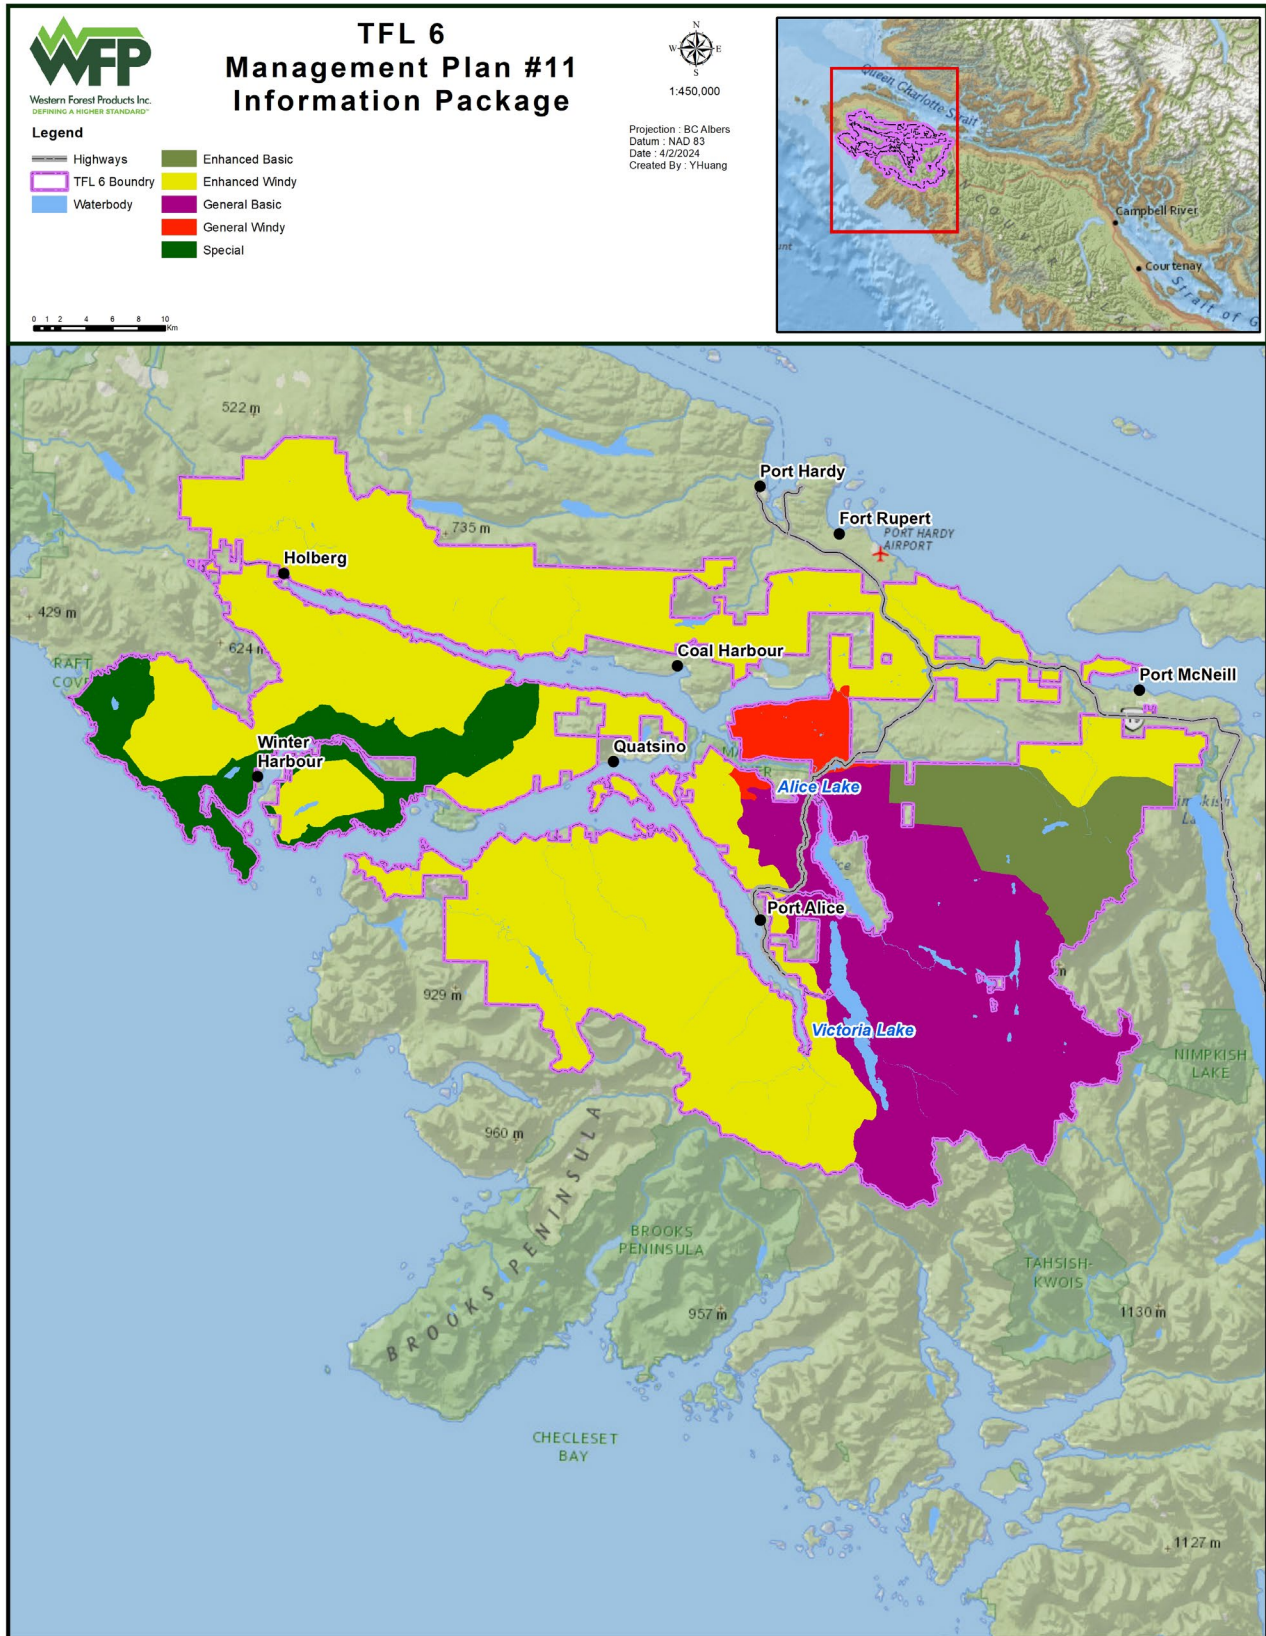 WFP
Western Forest Products Inc.
DEFINING A HIGHER STANDARD™
TFL 6
Management Plan #11
Information Package
N
W E
S
1:450,000
Projection : BC Albers
Datum : NAD 83
Date : 4/2/2024
Created By : YHuang
Legend
Highways
TFL 6 Boundry
Waterbody
Enhanced Basic
Enhanced Windy
General Basic
General Windy
Special
0 1 2 4 6 8 10
Km
Queen Charlotte Strait
Campbell River
Courtenay
Strait of G
unt
522 m
Port Hardy
735 m
Fort Rupert
PORT HARDY
AIRPORT
Holberg
429 m
624 m
RAFT
COVE
Coal Harbour
Port McNeill
Winter
Harbour
Quatsino
Alice Lake
Port Alice
929 m
Victoria Lake
NIMPKISH
LAKE
960 m
BROOKS PENINSULA
BROOKS
PENINSULA
TAHSISH-
KWOIS
957 m
1130 m
CHECLESET
BAY
1127 m